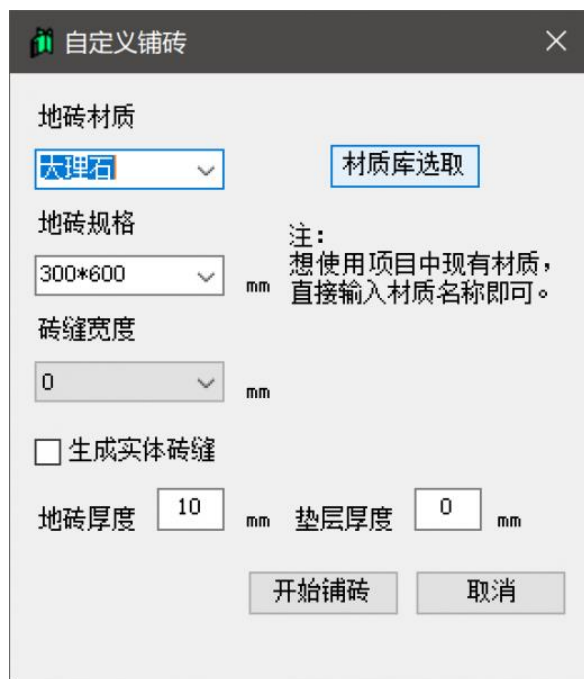 自定义铺砖
地砖材质
大理石
材质库选取
地砖规格
300*600
mm
注：
想使用项目中现有材质，
直接输入材质名称即可。
砖缝宽度
0
mm
生成实体砖缝
地砖厚度 10 mm 垫层厚度 0 mm
开始铺砖 取消